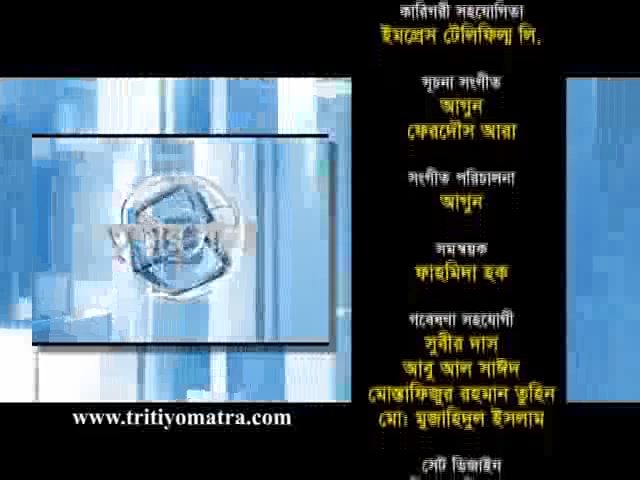 কারিগরী সহযোগিতা
ইমপ্রেস টেলিফিল্ম লি.
সূচনা সংগীত
আগুন
ফেরদৌস আরা
সংগীত পরিচালনা
আগুন
সমন্বয়ক
ফাহমিদা হক
গবেষণা সহযোগী
সুবীর দাস
আবু আল সাঈদ
মোস্তাফিজুর রহমান তুহিন
মোঃ মুজাহিদুল ইসলাম
সেট ডিজাইন
www.tritiyomatra.com